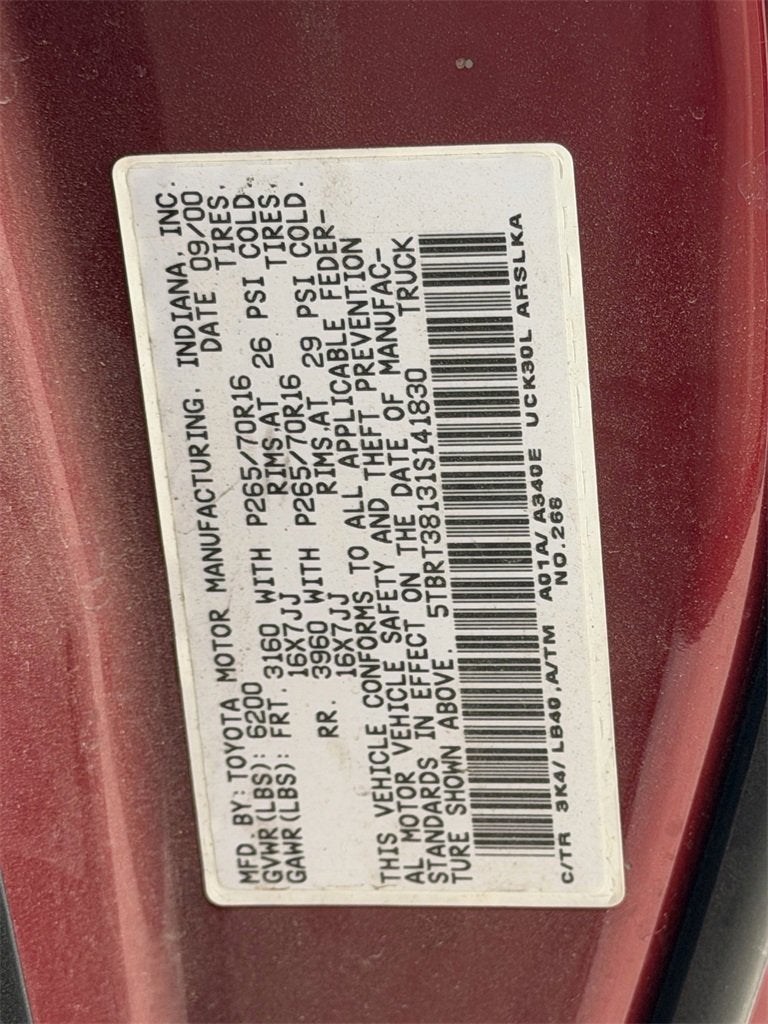 MFD. BY: TOYOTA MOTOR MANUFACTURING, INDIANA, INC.
GVWR(LBS): 6200 DATE 09/00
GAWR(LBS): FRT. 3160 WITH P265/70R16 TIRES,
16X7JJ RIMS,AT 26 PSI COLD.
RR. 3960 WITH P265/70R16 TIRES,
16X7JJ RIMS,AT 29 PSI COLD.
THIS VEHICLE CONFORMS TO ALL APPLICABLE FEDER-
AL MOTOR VEHICLE SAFETY AND THEFT PREVENTION
STANDARDS IN EFFECT ON THE DATE OF MANUFAC-
TURE SHOWN ABOVE. 5TBRT38131S141830 TRUCK
C/TR 3K4/LB40,A/TM A01A/A340E UCK30L ARSLKA
NO.268